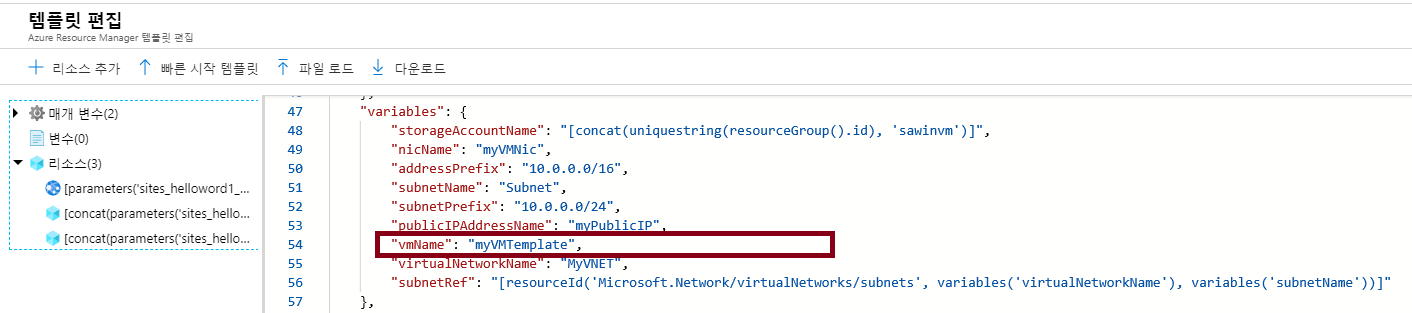 템플릿 편집
Azure Resource Manager 템플릿 편집
리소스 추가 빠른 시작 템플릿 파일 로드 다운로드
매개 변수(2)
변수(0)
리소스(3)
[parameters('sites_helloword1_...
[concat(parameters('sites_hello...
[concat(parameters('sites_hello...
47 "variables": {
48 "storageAccountName": "[concat(uniquestring(resourceGroup().id), 'sawinvm')]",
49 "nicName": "myVMNic",
50 "addressPrefix": "10.0.0.0/16",
51 "subnetName": "Subnet",
52 "subnetPrefix": "10.0.0.0/24",
53 "publicIPAddressName": "myPublicIP",
54 "vmName": "myVMTemplate",
55 "virtualNetworkName": "MyVNET",
56 "subnetRef": "[resourceId('Microsoft.Network/virtualNetworks/subnets', variables('virtualNetworkName'), variables('subnetName'))]"
57 },